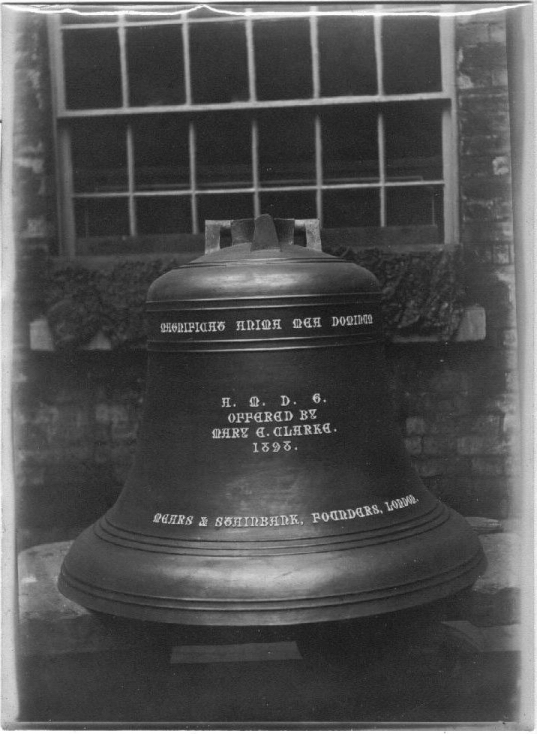 MAGNIFICAT ANIMA MEA DOMINUM
A. M. D. G.
OFFERED BY
MARY E. CLARKE.
1898.
MEARS & STAINBANK, FOUNDERS, LONDON.